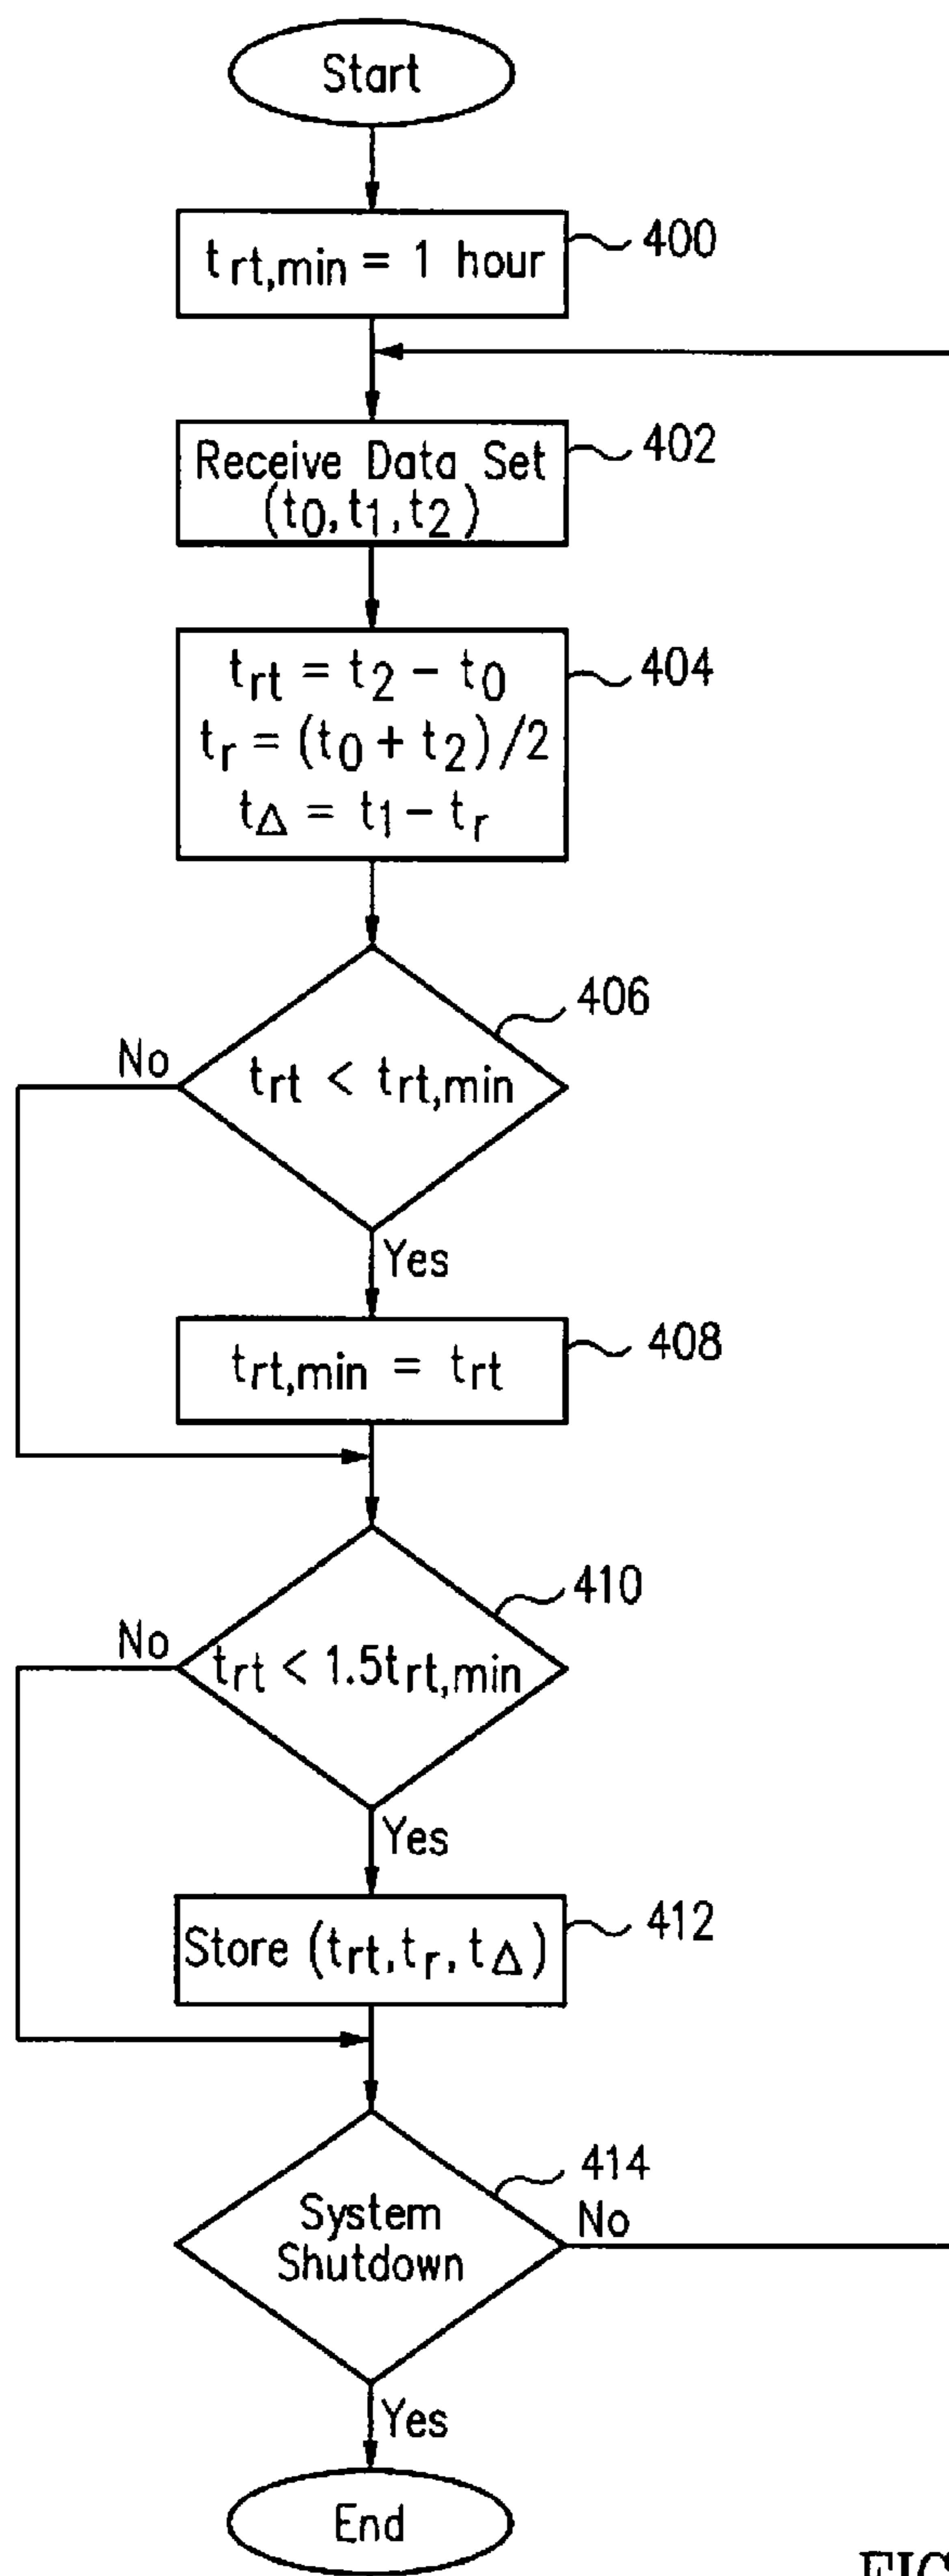 Start
t rt,min = 1 hour
400
Receive Data Set
(t0, t1, t2)
402
trt = t2 - t0
tr = (t0 + t2)/2
tΔ = t1 - tr
404
406
No
trt < trt,min
Yes
trt,min = trt
408
410
No
trt < 1.5trt,min
Yes
Store (trt, tr, tΔ)
412
414
System
Shutdown
No
Yes
End